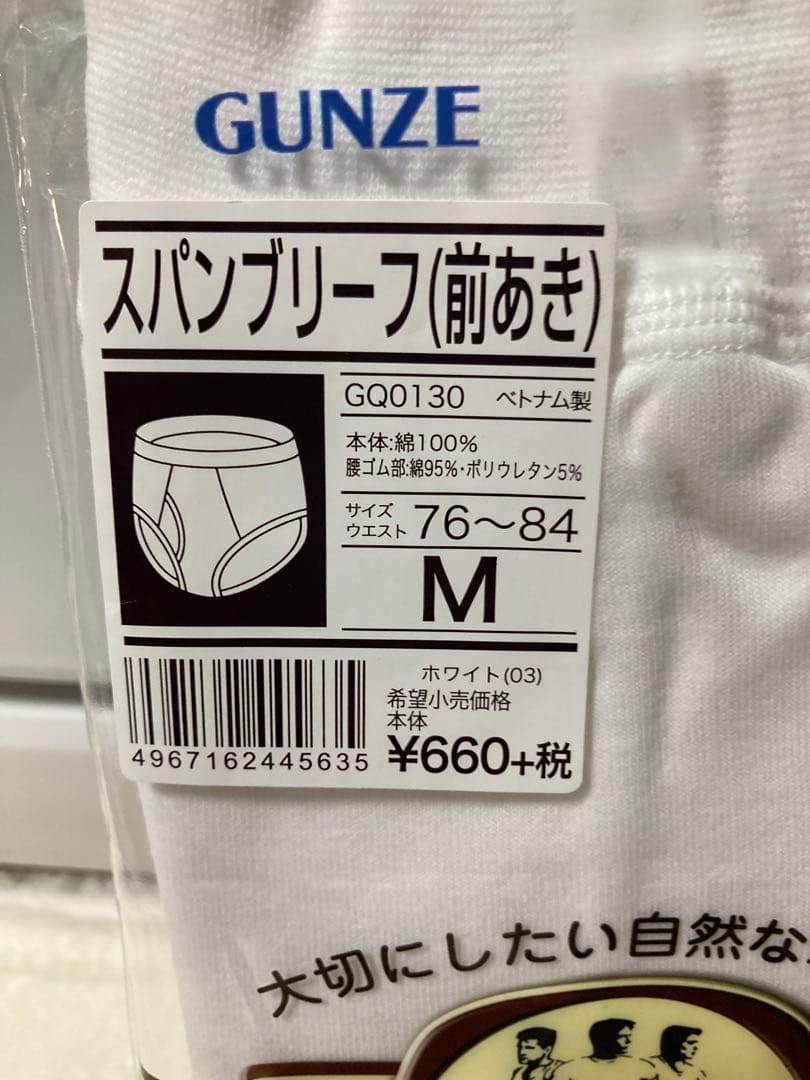 GUNZE
スパンブリーフ(前あき)
GQ0130 ベトナム製
本体:綿100%
腰ゴム部:綿95%・ポリウレタン5%
サイズ
ウエスト 76〜84
M
ホワイト(03)
希望小売価格
本体
¥660+税
4967162445635
大切にしたい自然な